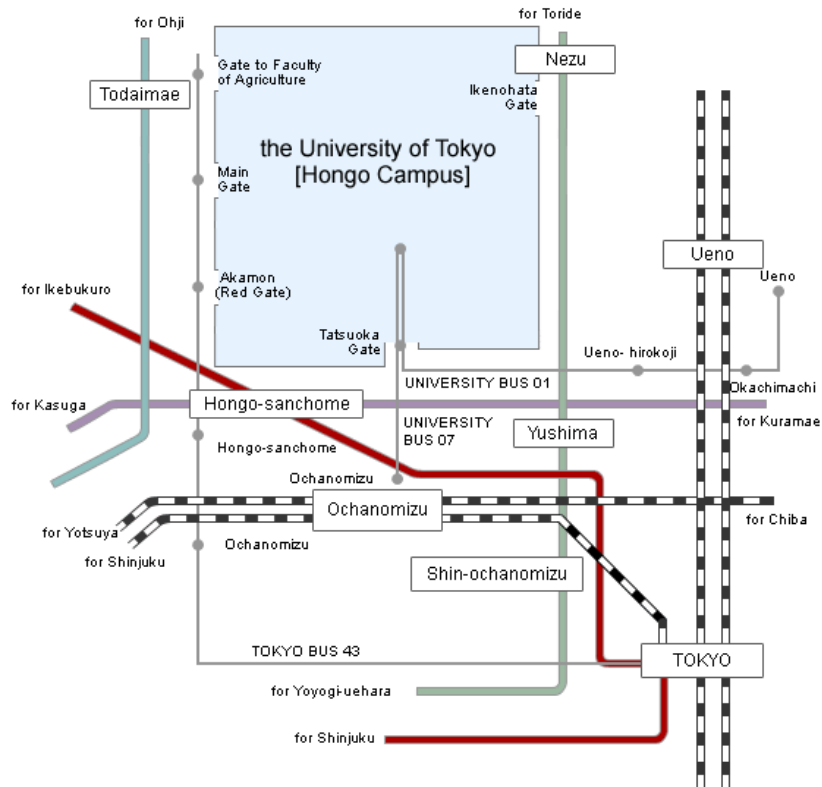 for Toride
for Ohji
Gate to Faculty
of Agriculture
Nezu
Todaimae
Ikenohata
Gate
the University of Tokyo
[Hongo Campus]
Main
Gate
Ueno
Ueno
Akamon
(Red Gate)
for Ikebukuro
Tatsuoka
Gate
Ueno- hirokoji
UNIVERSITY BUS 01
Okachimachi
for Kasuga
Hongo-sanchome
UNIVERSITY
BUS 07
for Kuramae
Yushima
Hongo-sanchome
Ochanomizu
Ochanomizu
for Yotsuya
for Chiba
for Shinjuku
Ochanomizu
Shin-ochanomizu
TOKYO BUS 43
TOKYO
for Yoyogi-uehara
for Shinjuku